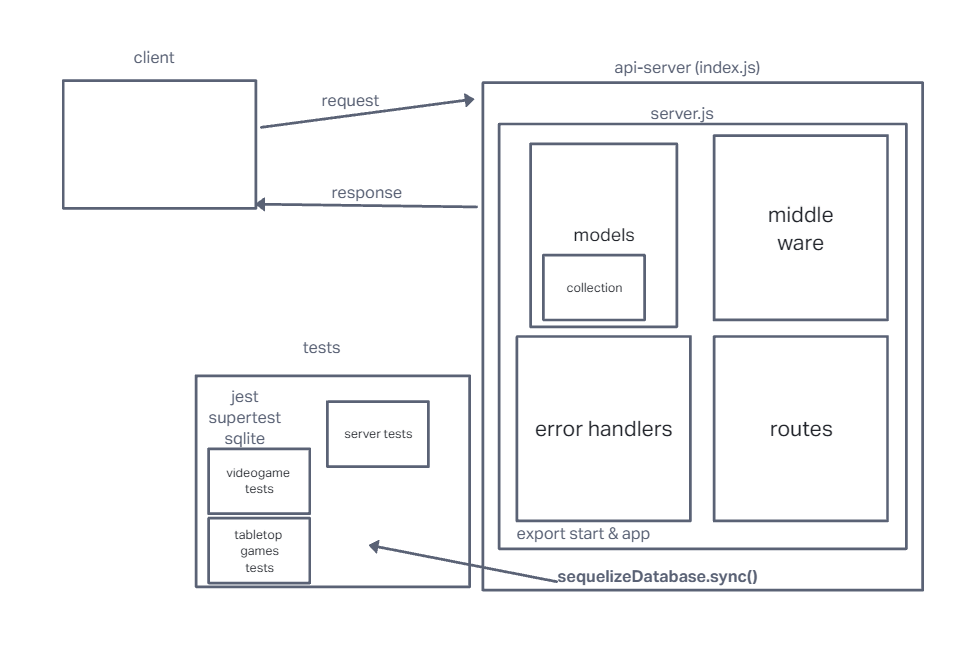 client
request
response
api-server (index.js)
server.js
models
collection
middle
ware
error handlers
routes
export start & app
sequelizeDatabase.sync()
tests
jest
supertest
sqlite
server tests
videogame
tests
tabletop
games
tests